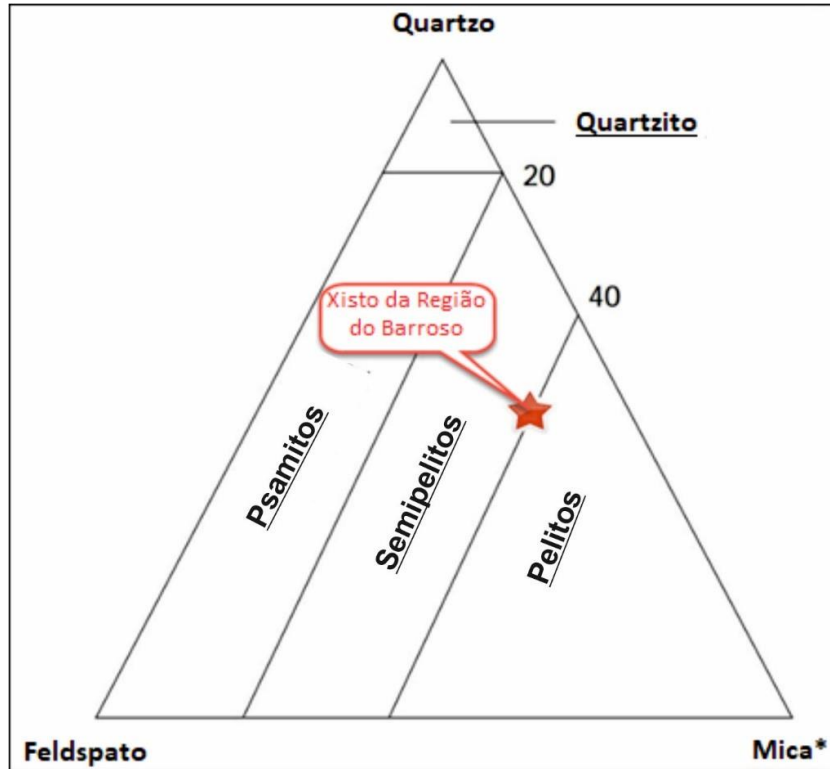 Quartzo
Quartzito
20
40
Xisto da Região
do Barroso
Psamitos
Semipelitos
Pelitos
Feldspato
Mica*